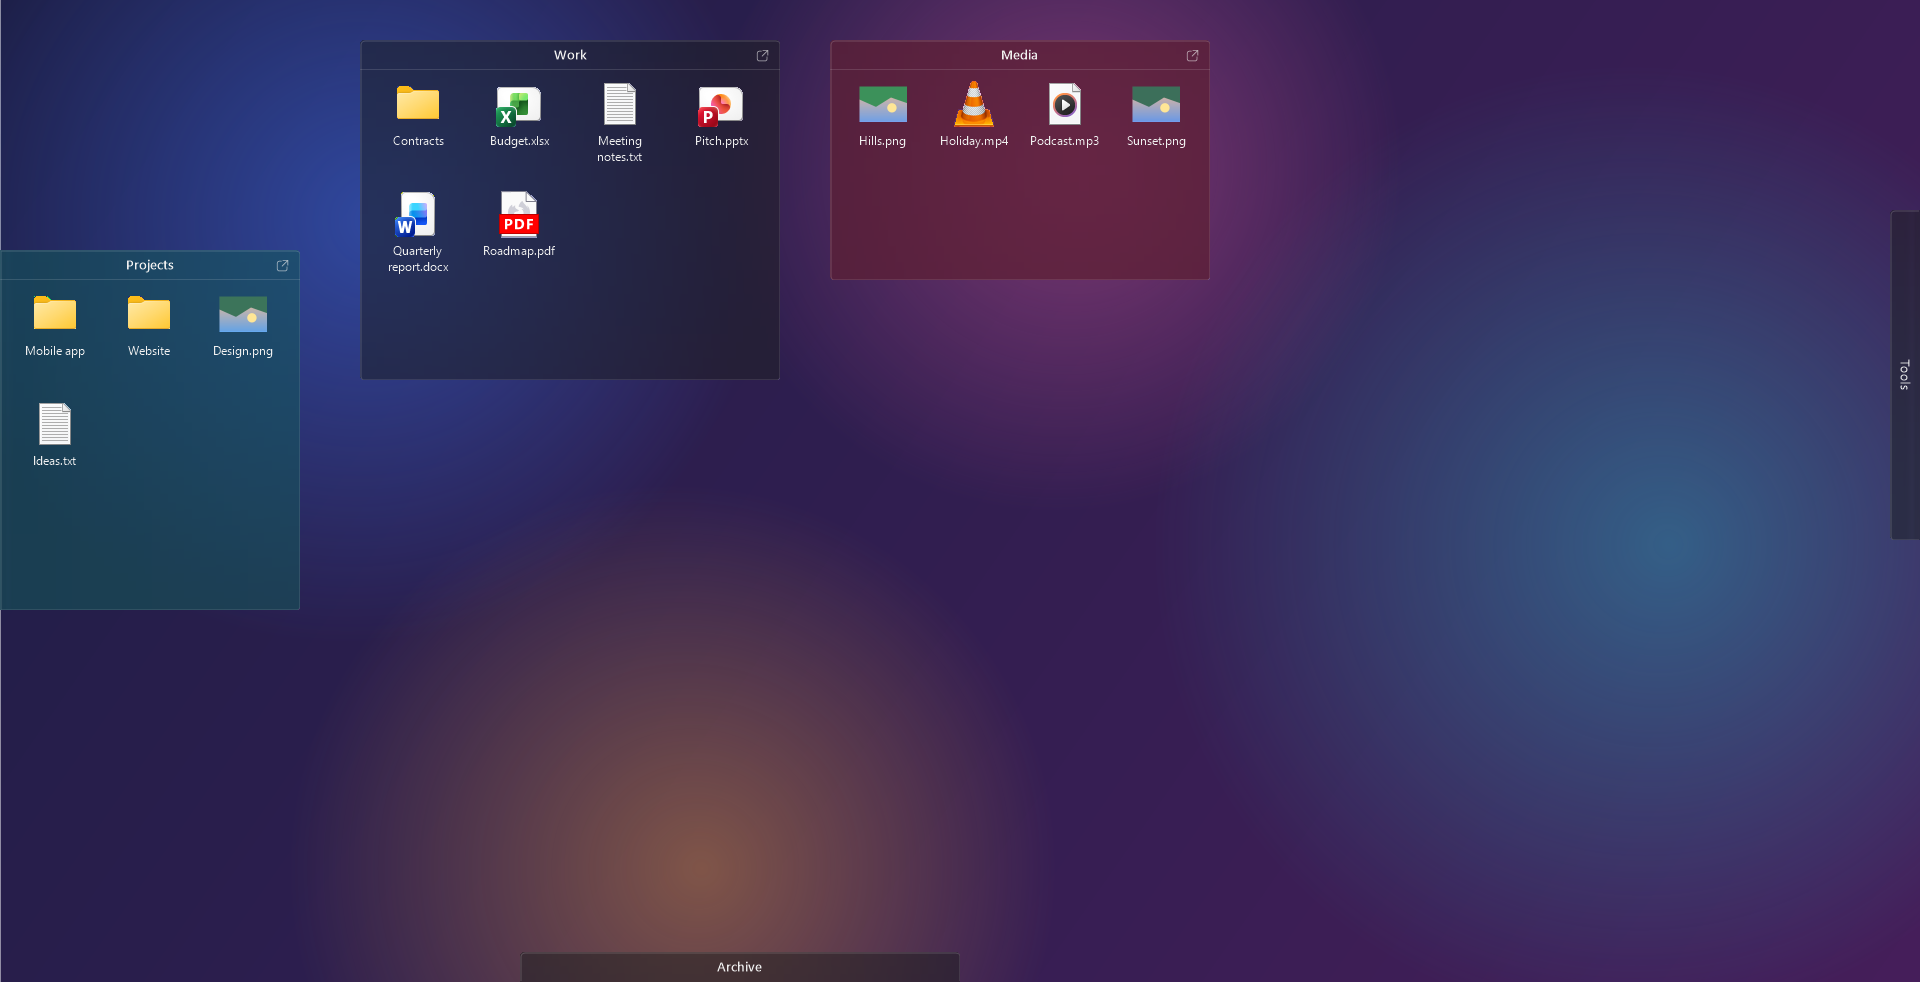 Work
Contracts
Budget.xlsx
Meeting
notes.txt
Pitch.pptx
X
P
Quarterly
report.docx
Roadmap.pdf
W
PDF
Media
Hills.png
Holiday.mp4
Podcast.mp3
Sunset.png
Projects
Mobile app
Website
Design.png
Ideas.txt
Tools
Archive